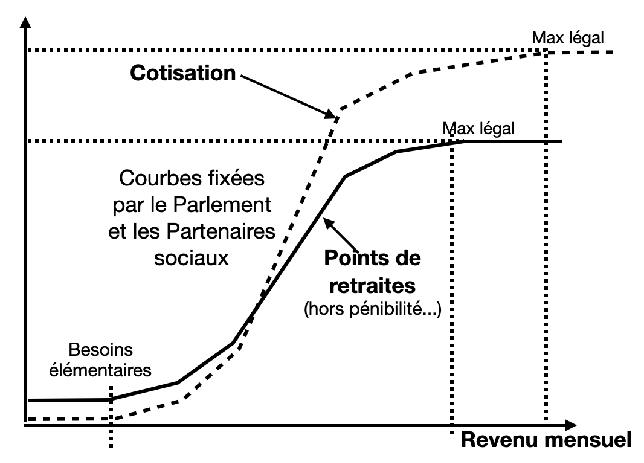 Max légal
Cotisation
Max légal
Courbes fixées
par le Parlement
et les Partenaires
sociaux
Points de
retraites
(hors pénibilité...)
Besoins
élémentaires
Revenu mensuel